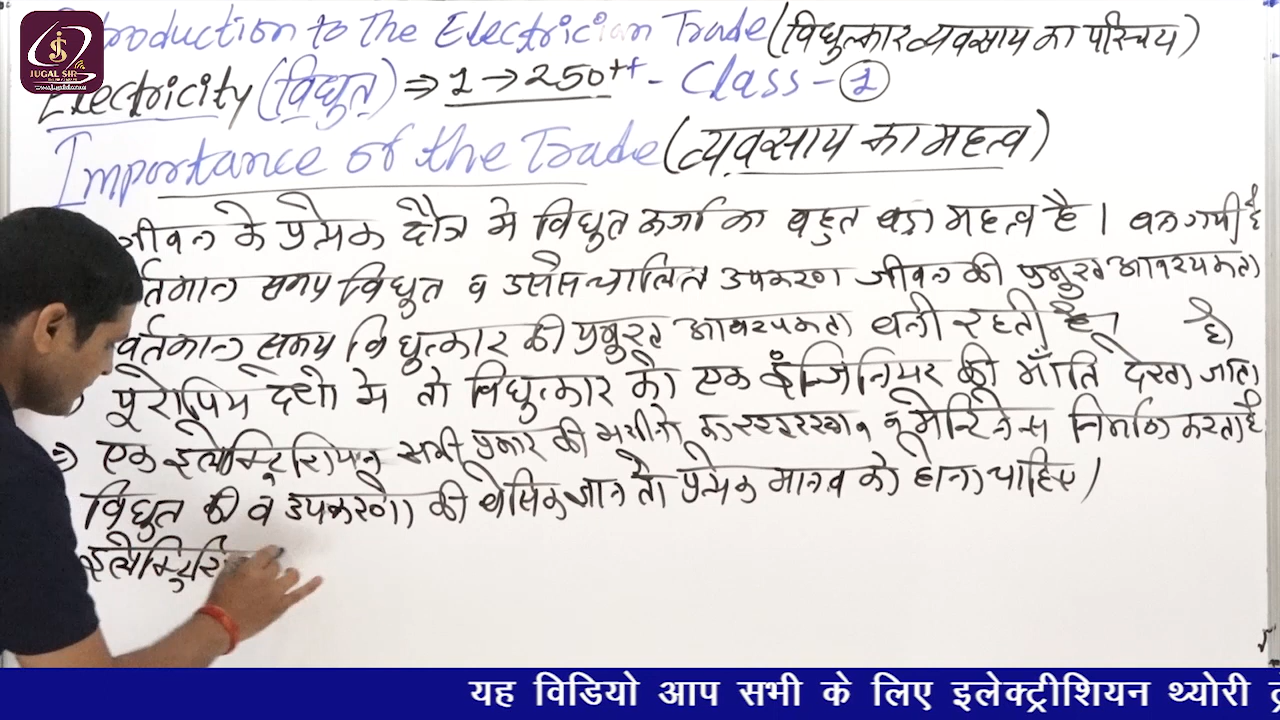 JUGAL SIR
Introduction to the Electrician Trade (विधुत्कार व्यवसाय का परिचय)
Electricity (विधुत) ⇒ 1 → 250++ - Class - 1
Importance of the Trade (व्यवसाय का महत्व)
जीवन के प्रत्येक क्षैत्र मे विधुत ऊर्जा का बहुत बड़ा महत्व है । बन गयी है
वर्तमान समय विधुत व उससे चालित उपकरण जीवन की प्रमुख आवश्यकता
वर्तमान समय विधुत्कार की प्रमुख आवश्यकता बनी रहती है।
यूरोपिय देशो मे तो विधुत्कार को एक इंन्जिनियर की भाँति देखा जाता है।
⇒ एक इलेक्ट्रिशियन सभी प्रकार की मशीनो का रखरखाव व मेन्टिनेन्स निर्माण करता है
विधुत की व उपकरणो की बेसिक ज्ञान तो प्रत्येक मानव को होना चाहिए।
इलेक्ट्रि
यह विडियो आप सभी के लिए इलेक्ट्रीशियन थ्योरी ट्र